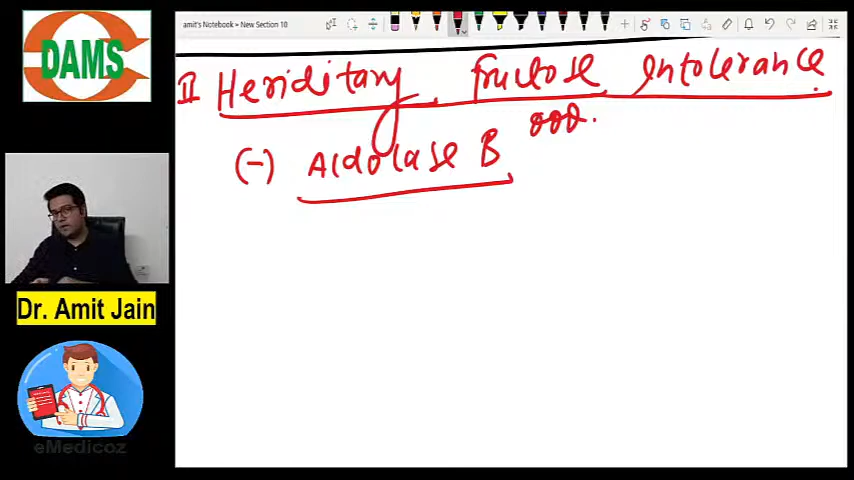 amit's Notebook > New Section 10
DAMS
II Heriditary Fructose Intolerance
(-) Aldolase B
Dr. Amit Jain
eMedicoz